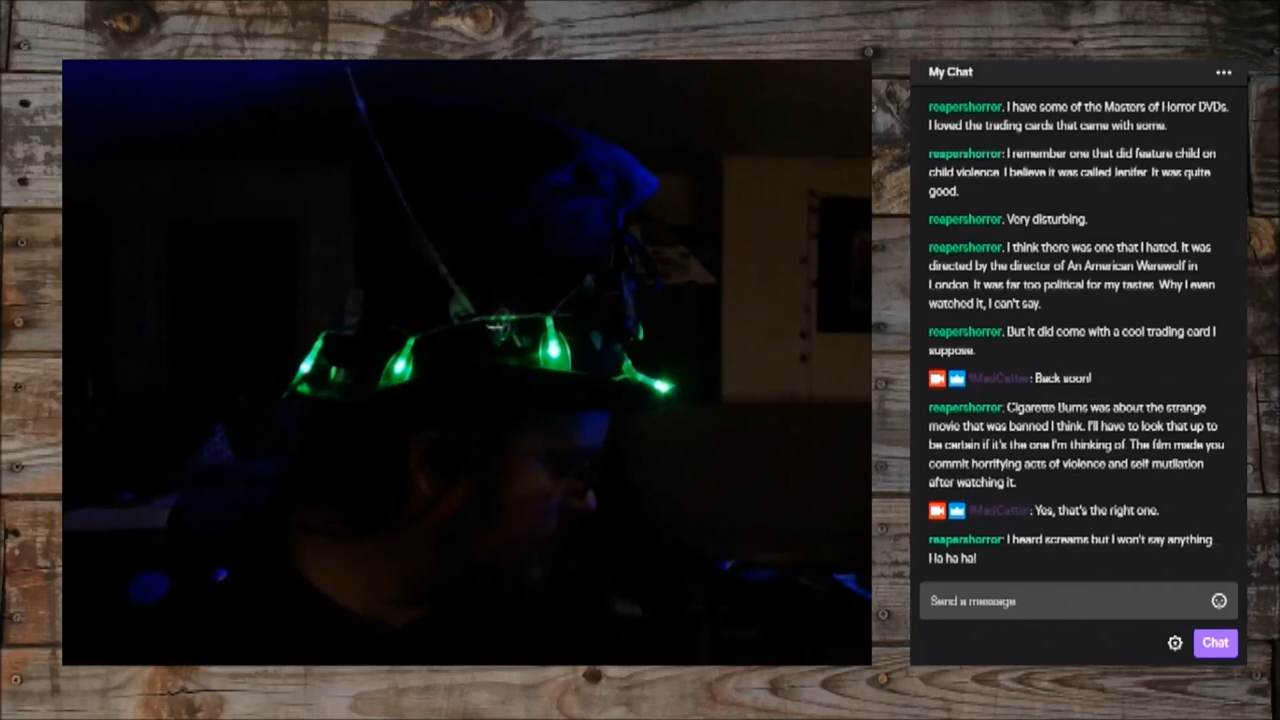 My Chat
reapershorror: I have some of the Masters of Horror DVDs.
I loved the trading cards that came with some.
reapershorror: I remember one that did feature child on
child violence. I believe it was called Jenifer. It was quite
good.
reapershorror: Very disturbing.
reapershorror: I think there was one that I hated. It was
directed by the director of An American Werewolf in
London. It was far too political for my tastes. Why I even
watched it, I can't say.
reapershorror: But it did come with a cool trading card I
suppose.
1MadCatter: Back soon!
reapershorror: Cigarette Burns was about the strange
movie that was banned I think. I'll have to look that up to
be certain if it's the one I'm thinking of. The film made you
commit horrifying acts of violence and self mutilation
after watching it.
1MadCatter: Yes, that's the right one.
reapershorror: I heard screams but I won't say anything.
Ha ha ha!
Send a message
Chat